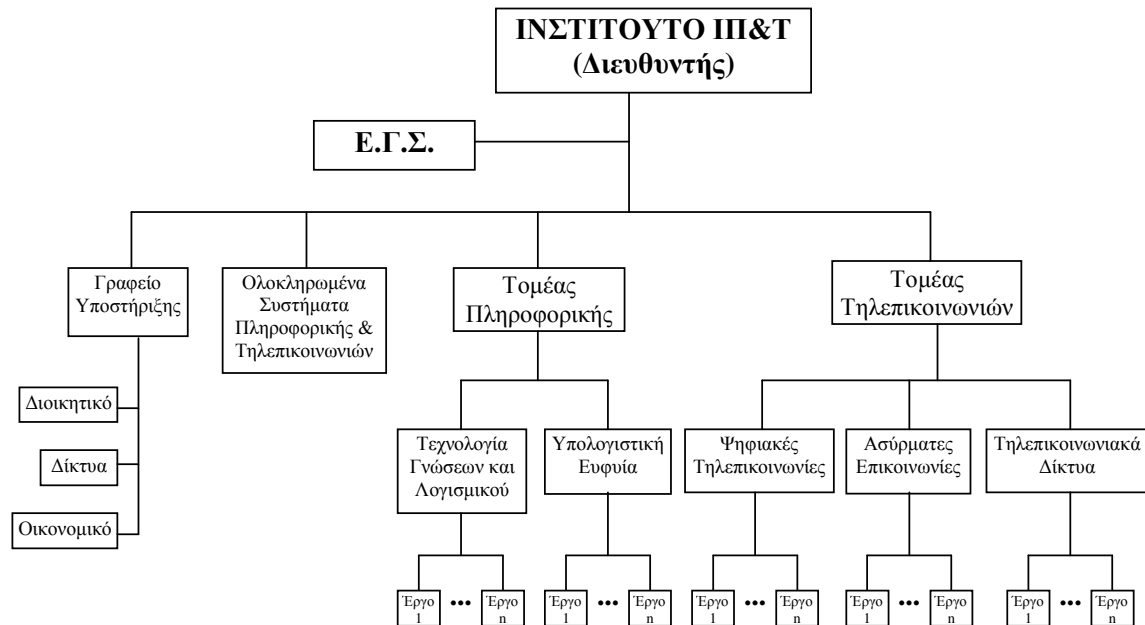 ΙΝΣΤΙΤΟΥΤΟ ΙΠ&Τ
(Διευθυντής)
Ε.Γ.Σ.
Γραφείο
Υποστήριξης
Ολοκληρωμένα
Συστήματα
Πληροφορικής &
Τηλεπικοινωνιών
Τομέας
Πληροφορικής
Τομέας
Τηλεπικοινωνιών
Διοικητικό
Δίκτυα
Οικονομικό
Τεχνολογία
Γνώσεων και
Λογισμικού
Υπολογιστική
Ευφυία
Ψηφιακές
Τηλεπικοινωνίες
Ασύρματες
Επικοινωνίες
Τηλεπικοινωνιακά
Δίκτυα
Έργο
1
•••
Έργο
n
Έργο
1
•••
Έργο
n
Έργο
1
•••
Έργο
n
Έργο
1
•••
Έργο
n
Έργο
1
•••
Έργο
n